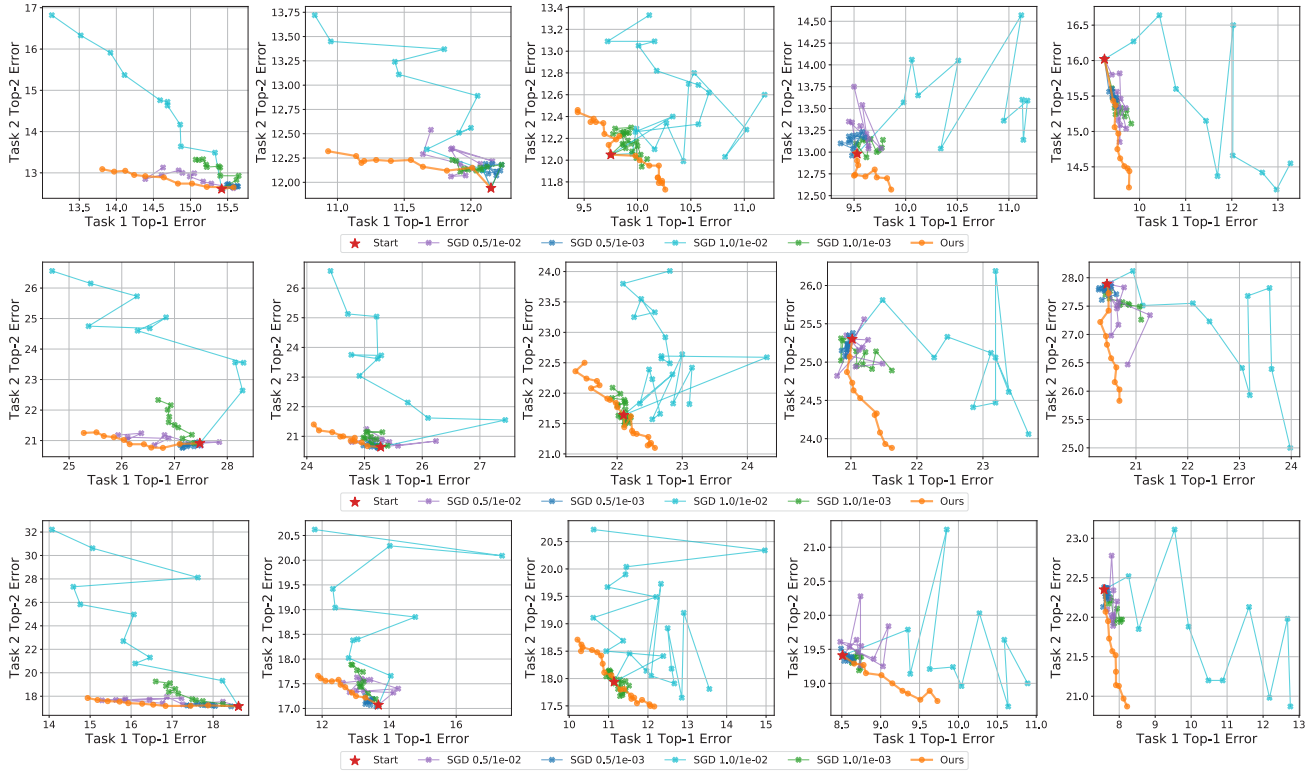 17
16
15
14
13
13.0 13.5 14.0 14.5 15.0 15.5
Task 1 Top-1 Error
Task 2 Top-2 Error
13,75
13,50
13,25
13,00
12,75
12,50
12.25
12.00
11.0 11.5 12.0
Task 1 Top-1 Error
Task 2 Top-2 Error
13.4
13.2
13.0
12.8
12.6
12.4
12.2
12.0
11.8
9.5 10.0 10.5 11.0
Task 1 Top-1 Error
Task 2 Top-2 Error
14.50
14.25
14.00
13.75
13.50
13.25
13.00
12.75
12.50
9.5 10.0 10.5 11.0
Task 1 Top-1 Error
Task 2 Top-2 Error
16.5
16.0
15.5
15.0
14.5
10 11 12 13
Task 1 Top-1 Error
Task 2 Top-2 Error
Start SGD 0.5/1e-02 SGD 0.5/1e-03 SGD 1.0/1e-02 SGD 1.0/1e-03 Ours
26
25
24
23
22
21
25 26 27 28
Task 1 Top-1 Error
Task 2 Top-2 Error
26
25
24
23
22
21
24 25 26 27
Task 1 Top-1 Error
Task 2 Top-2 Error
24.0
23.5
23.0
22.5
22.0
21.5
21.0
22 23 24
Task 1 Top-1 Error
Task 2 Top-2 Error
26.0
25.5
25.0
24.5
24.0
21 22 23
Task 1 Top-1 Error
Task 2 Top-2 Error
28.0
27.5
27.0
26.5
26.0
25.5
25.0
21 22 23 24
Task 1 Top-1 Error
Task 2 Top-2 Error
Start SGD 0.5/1e-02 SGD 0.5/1e-03 SGD 1.0/1e-02 SGD 1.0/1e-03 Ours
32
30
28
26
24
22
20
18
14 15 16 17 18
Task 1 Top-1 Error
Task 2 Top-2 Error
20.5
20.0
19.5
19.0
18.5
18.0
17.5
17.0
12 14 16
Task 1 Top-1 Error
Task 2 Top-2 Error
20.5
20.0
19.5
19.0
18.5
18.0
17.5
10 11 12 13 14 15
Task 1 Top-1 Error
Task 2 Top-2 Error
21.0
20.5
20.0
19.5
19.0
8.5 9.0 9.5 10.0 10.5 11.0
Task 1 Top-1 Error
Task 2 Top-2 Error
23.0
22.5
22.0
21.5
21.0
8 9 10 11 12 13
Task 1 Top-1 Error
Task 2 Top-2 Error
Start SGD 0.5/1e-02 SGD 0.5/1e-03 SGD 1.0/1e-02 SGD 1.0/1e-03 Ours